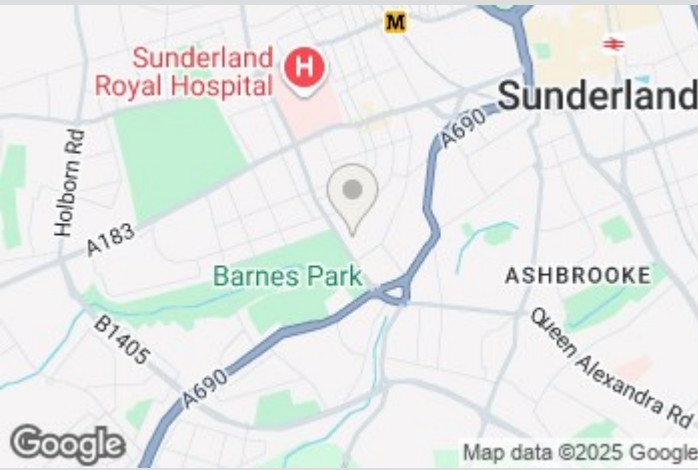 M
Sunderland
Royal Hospital
H
Sunderland
A690
Holborn Rd
A183
Barnes Park
ASHBROOKE
B1405
Queen Alexandra Rd
A690
Google
Map data ©2025 Google